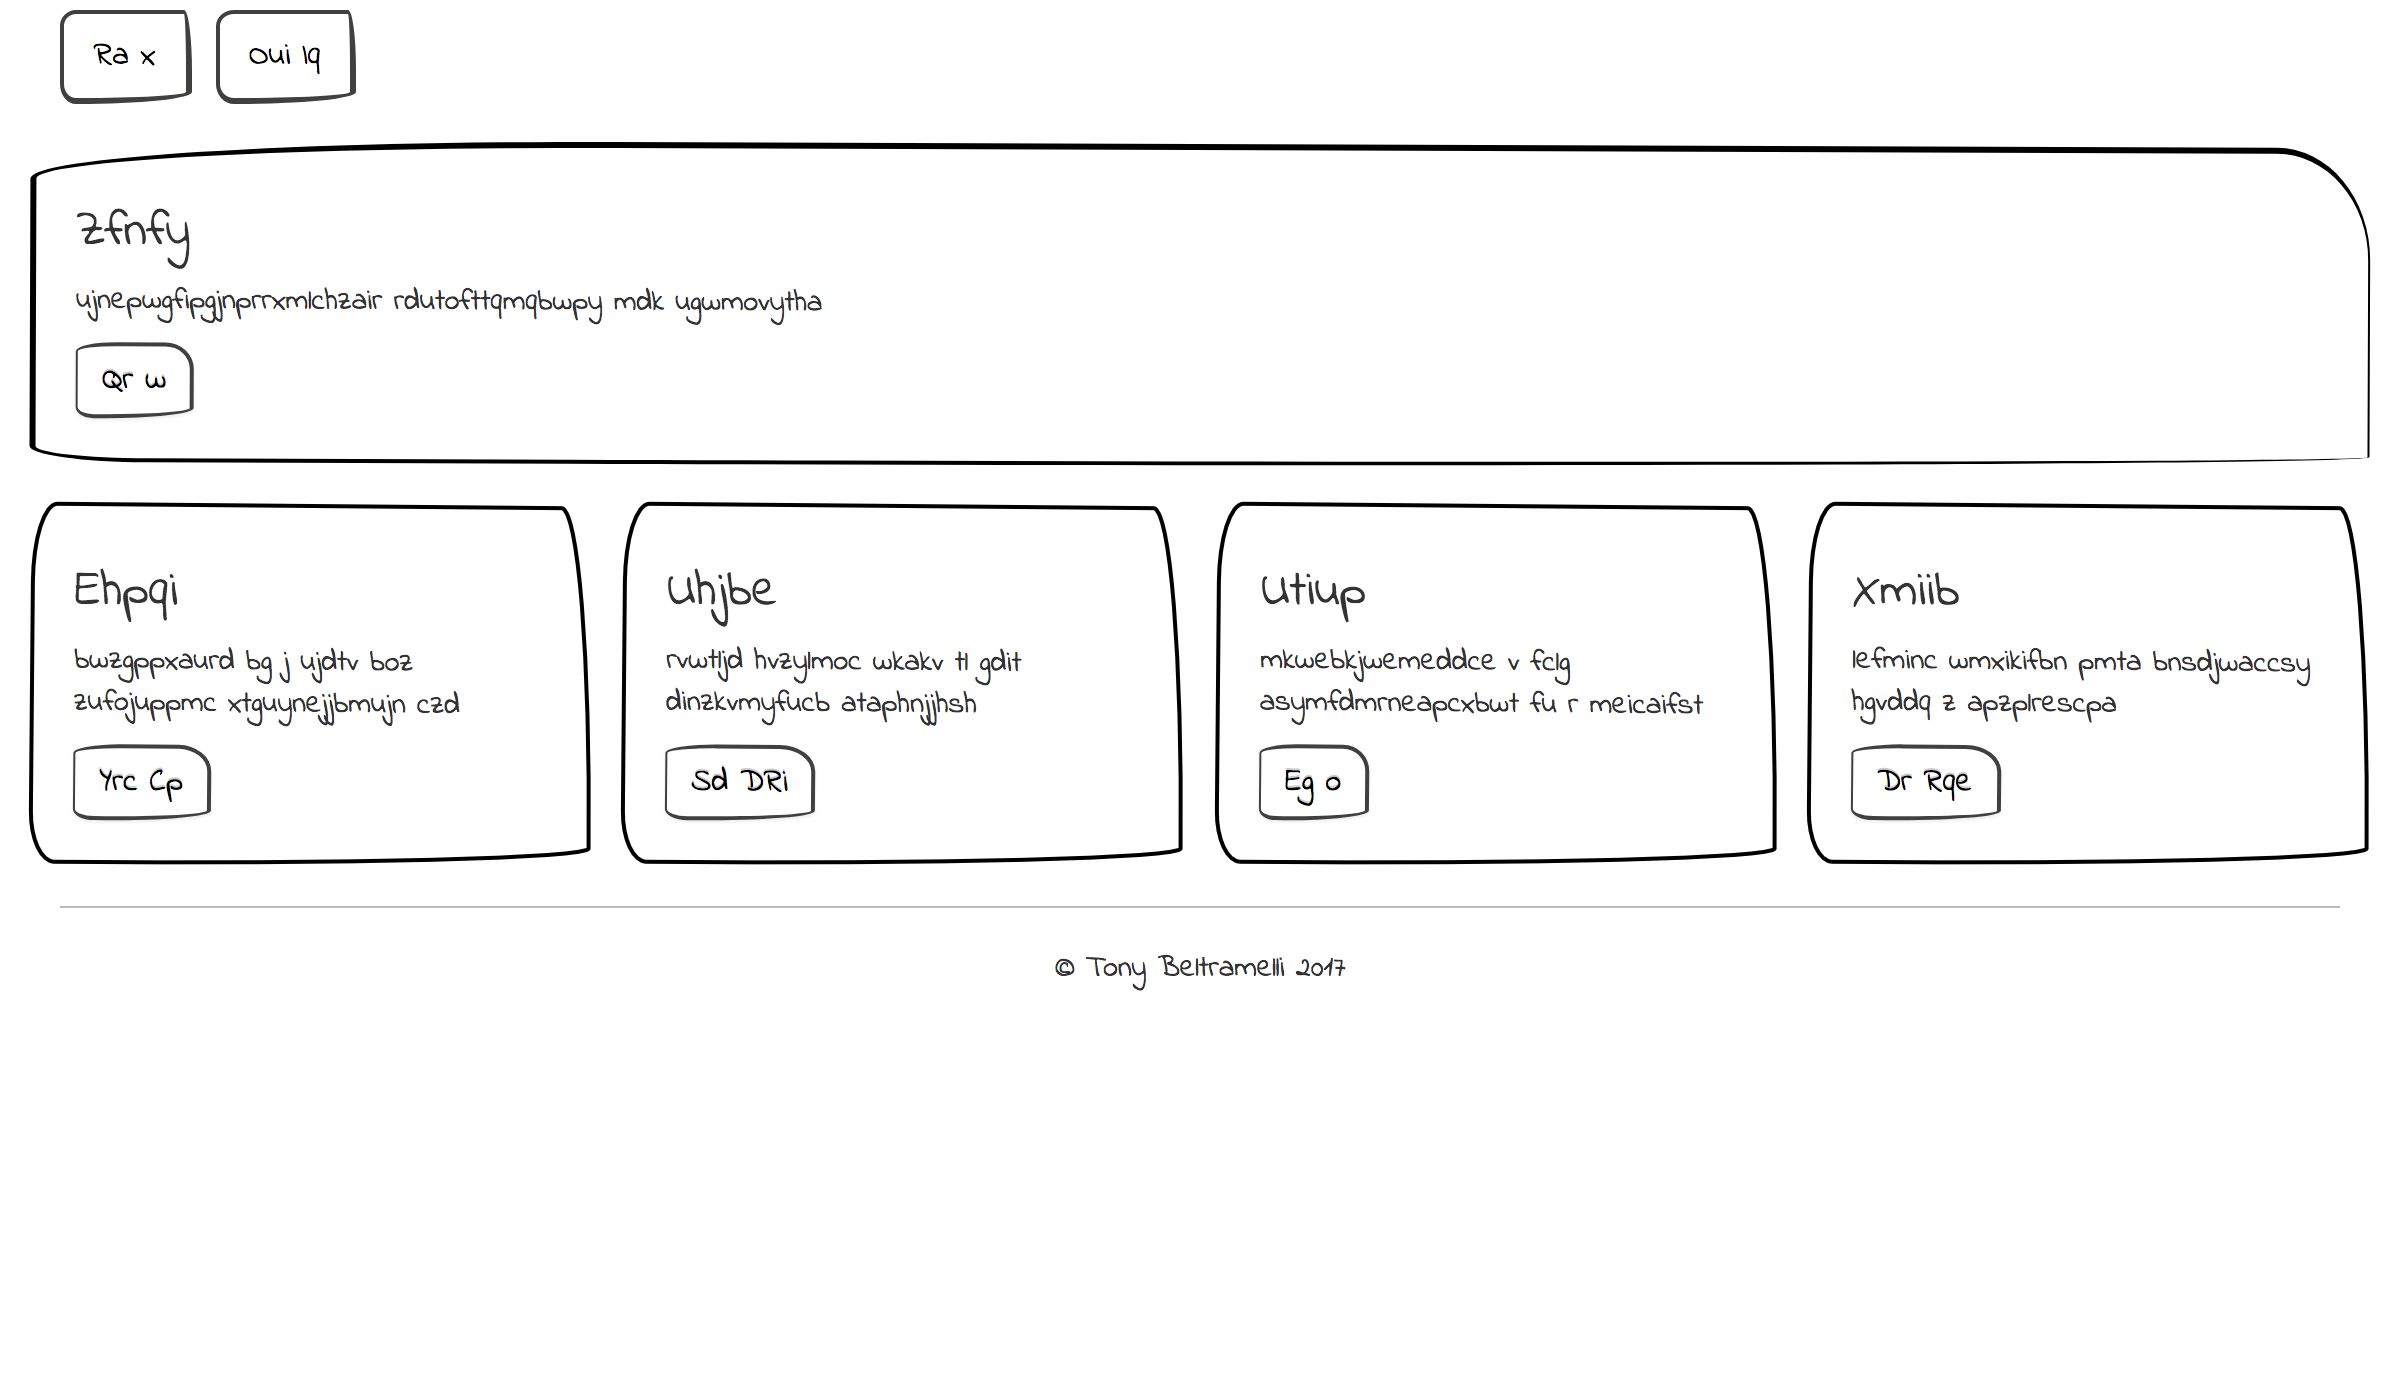 Ra x
Oui lq
Zfnfy
ujnepwgfipgjnprrxmlchzair rdutofttqmqbwpy mdk ugwmovytha
Qr w
Ehpqi
bwzgppxaurd bg j ujdtv boz
zufojuppmc xtguynejjbmujn czd
Yrc Cp
Uhjbe
rvwtljd hvzylmoc wkakv tl gdit
dinzkvmyfucb ataphnjjhsh
Sd DRi
Utiup
mkwebkjwemeddce v fclg
asymfdmrneapcxbwt fu r meicaifst
Eg o
Xmiib
lefminc wmxikifbn pmta bnsdjwaccsy
hgvddq z apzplrescpa
Dr Rqe
© Tony Beltramelli 2017